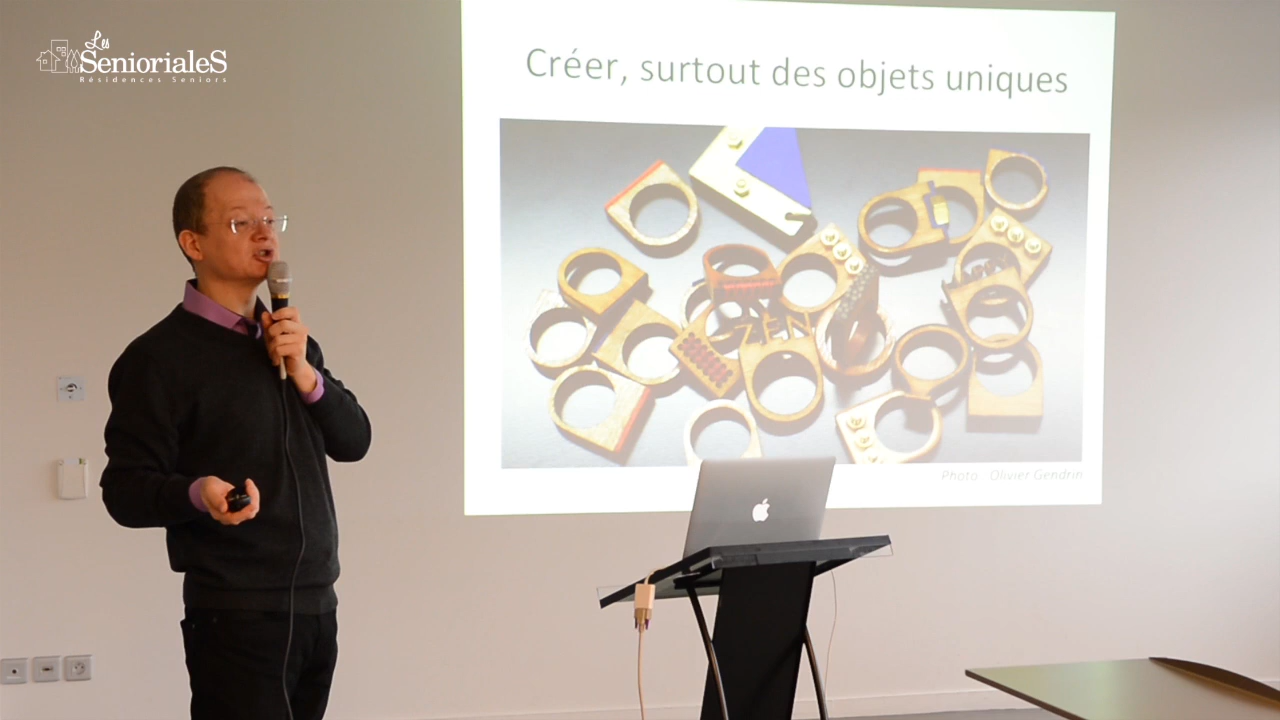 Les
SeniorialeS
Résidences Seniors
Créer, surtout des objets uniques
ZEN
Photo : Olivier Gendrin